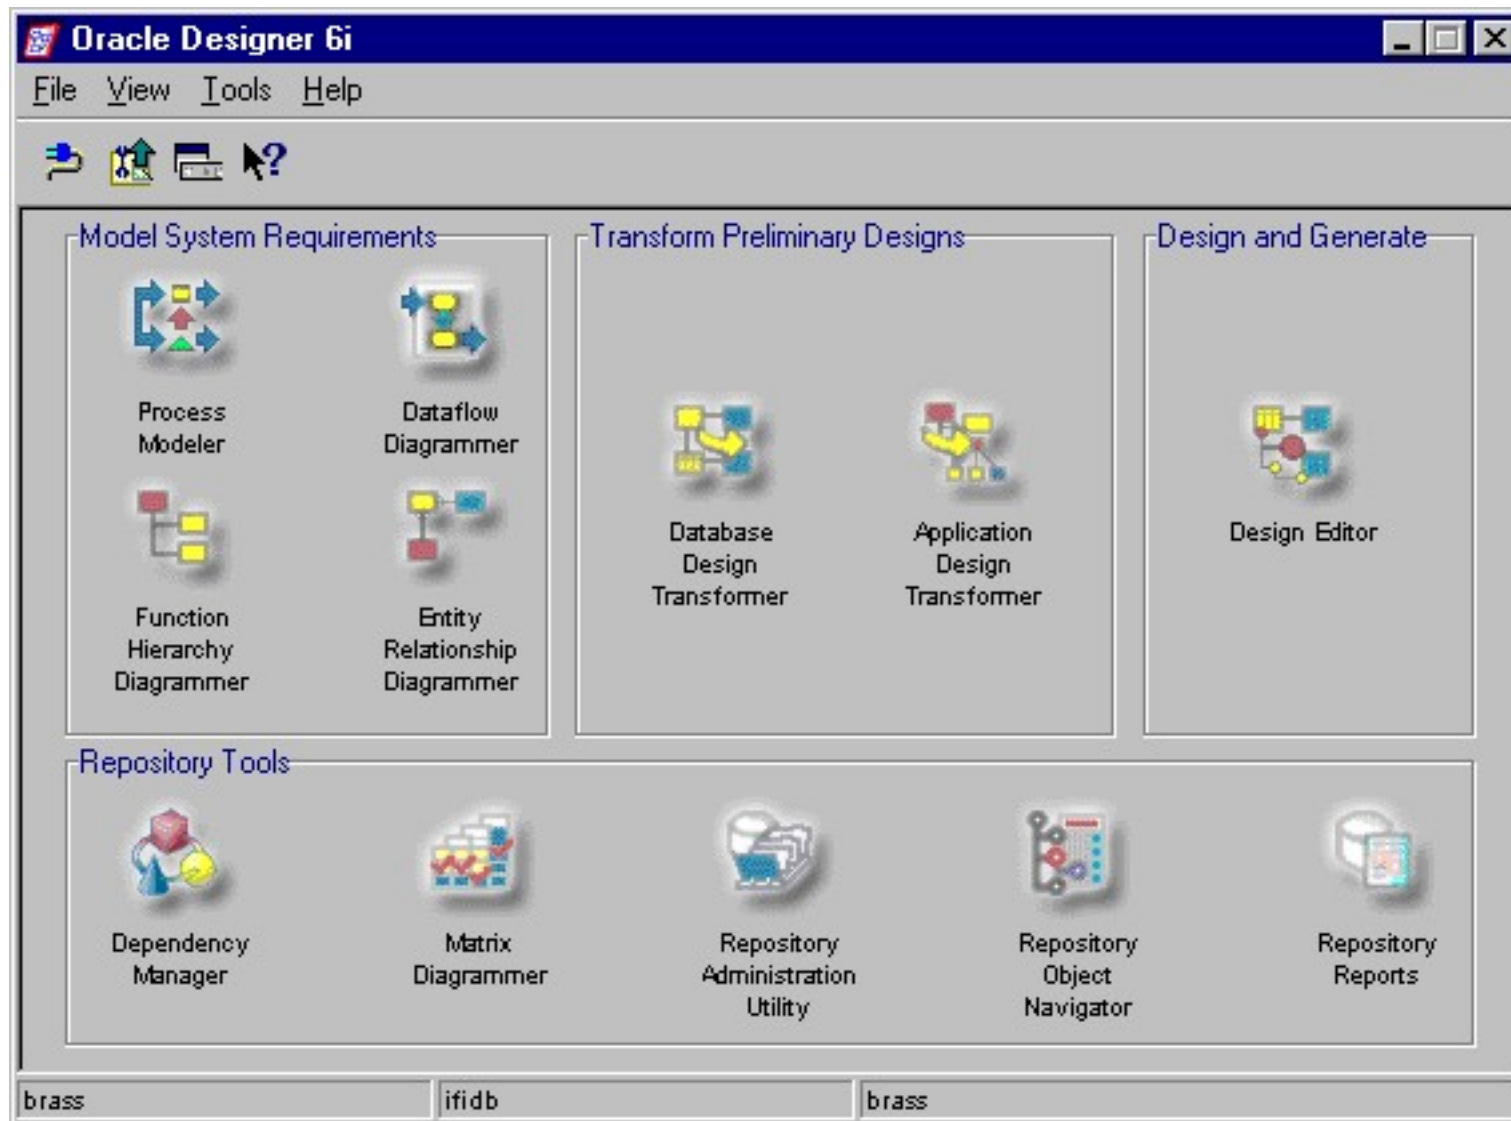 Oracle Designer 6i
File View Tools Help
Model System Requirements
Process
Modeler
Dataflow
Diagrammer
Function
Hierarchy
Diagrammer
Entity
Relationship
Diagrammer
Transform Preliminary Designs
Database
Design
Transformer
Application
Design
Transformer
Design and Generate
Design Editor
Repository Tools
Dependency
Manager
Matrix
Diagrammer
Repository
Administration
Utility
Repository
Object
Navigator
Repository
Reports
brass
ifidb
brass